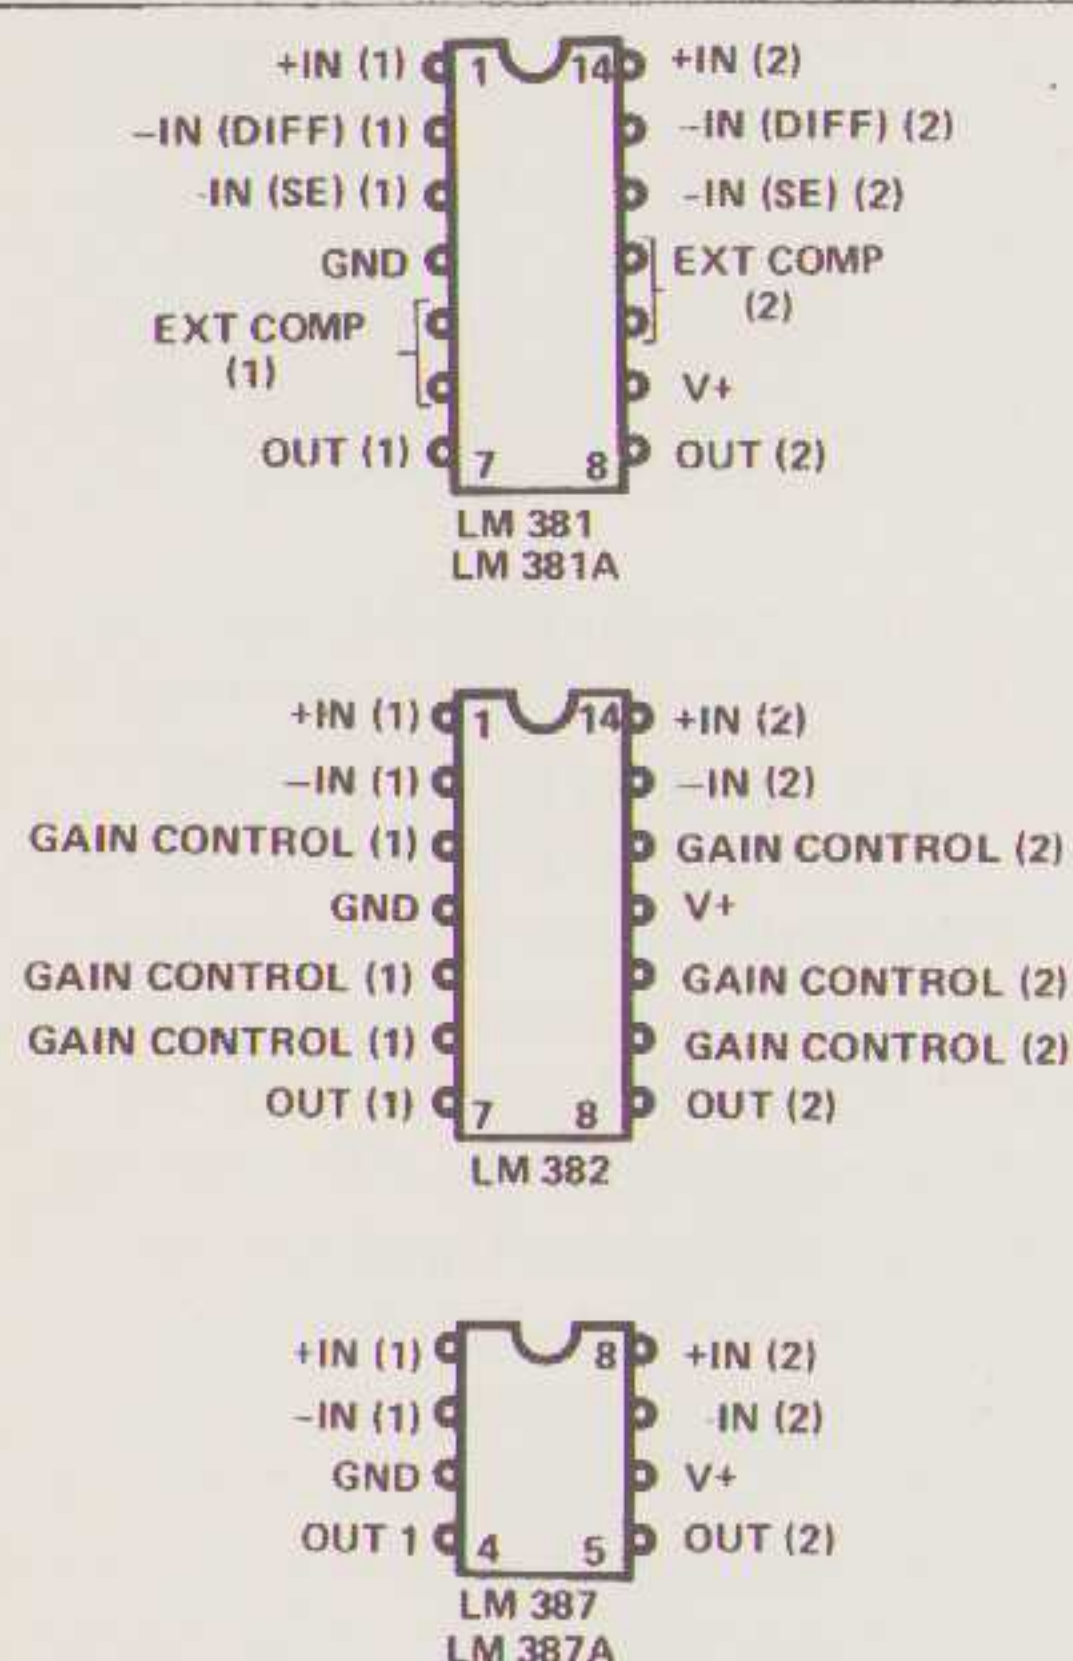 +IN (1) 1 14 +IN (2)
–IN (DIFF) (1) –IN (DIFF) (2)
-IN (SE) (1) –IN (SE) (2)
GND EXT COMP
(2)
EXT COMP
(1) V+
OUT (1) 7 8 OUT (2)
LM 381
LM 381A
+IN (1) 1 14 +IN (2)
–IN (1) –IN (2)
GAIN CONTROL (1) GAIN CONTROL (2)
GND V+
GAIN CONTROL (1) GAIN CONTROL (2)
GAIN CONTROL (1) GAIN CONTROL (2)
OUT (1) 7 8 OUT (2)
LM 382
+IN (1) 8 +IN (2)
–IN (1) -IN (2)
GND V+
OUT 1 4 5 OUT (2)
LM 387
LM 387A